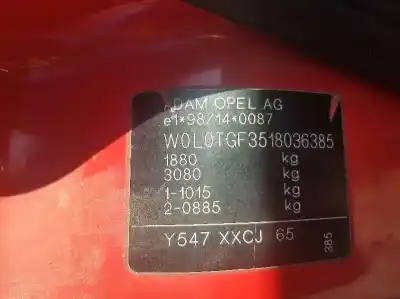 ADAM OPEL AG
e1*98/14*0087
W0L0TGF3518036385
1880 kg
3080 kg
1-1015 kg
2-0885 kg
Y547 XXCJ 65
385